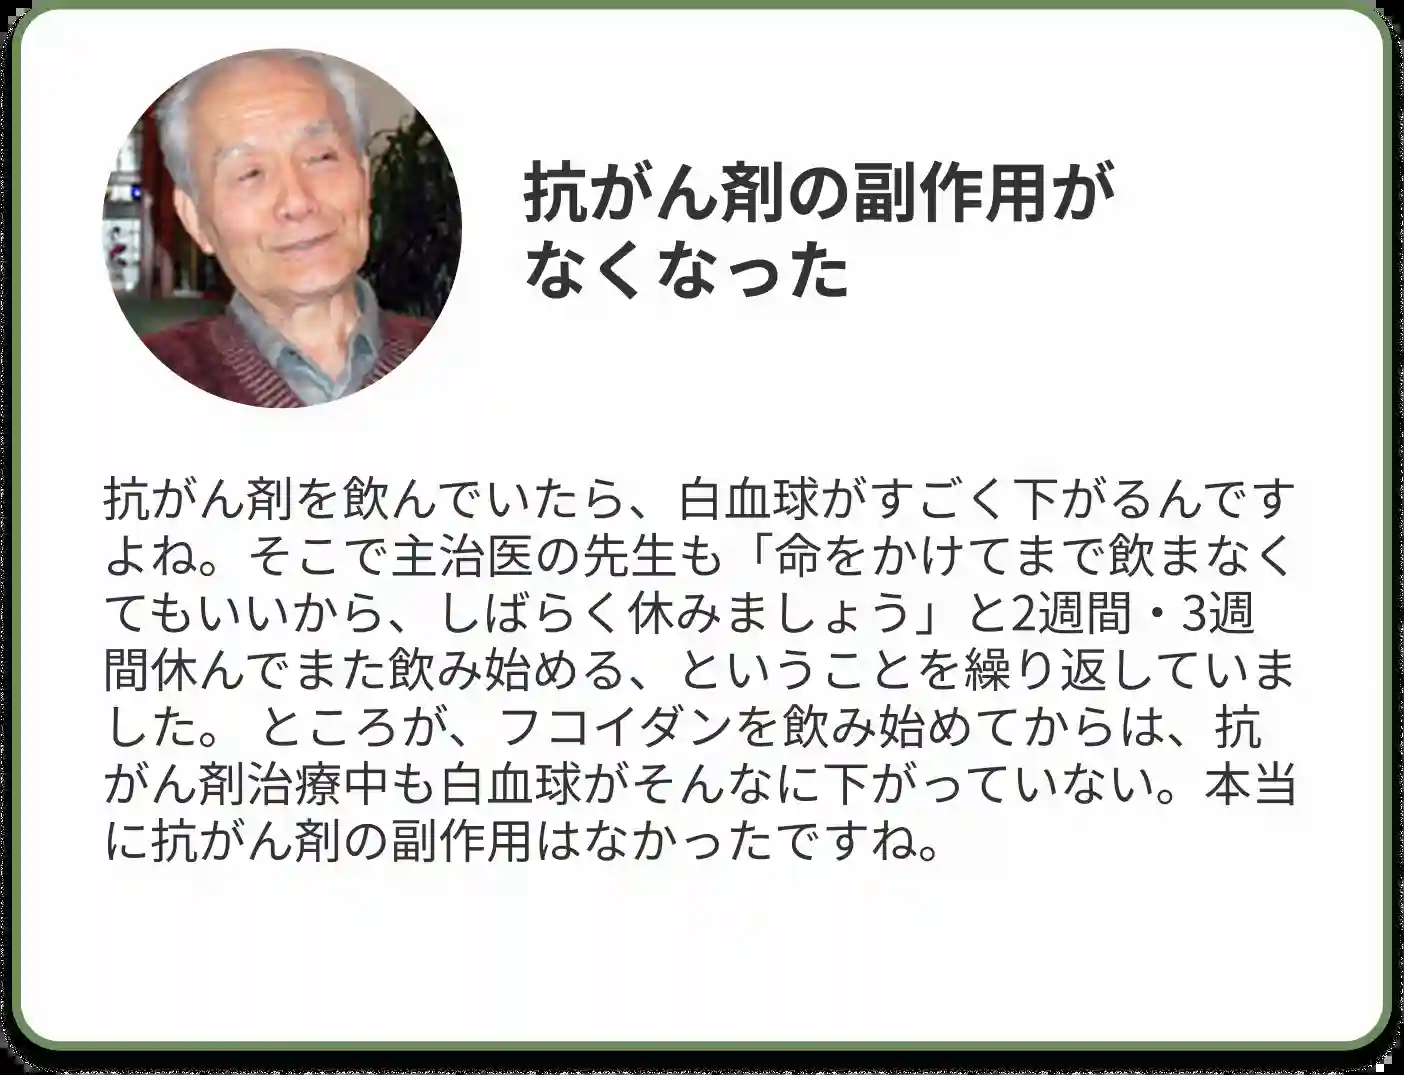 抗がん剤の副作用が
なくなった
抗がん剤を飲んでいたら、白血球がすごく下がるんです
よね。そこで主治医の先生も「命をかけてまで飲まなく
てもいいから、しばらく休みましょう」と2週間・3週
間休んでまた飲み始める、ということを繰り返していま
した。 ところが、フコイダンを飲み始めてからは、抗
がん剤治療中も白血球がそんなに下がっていない。本当
に抗がん剤の副作用はなかったですね。